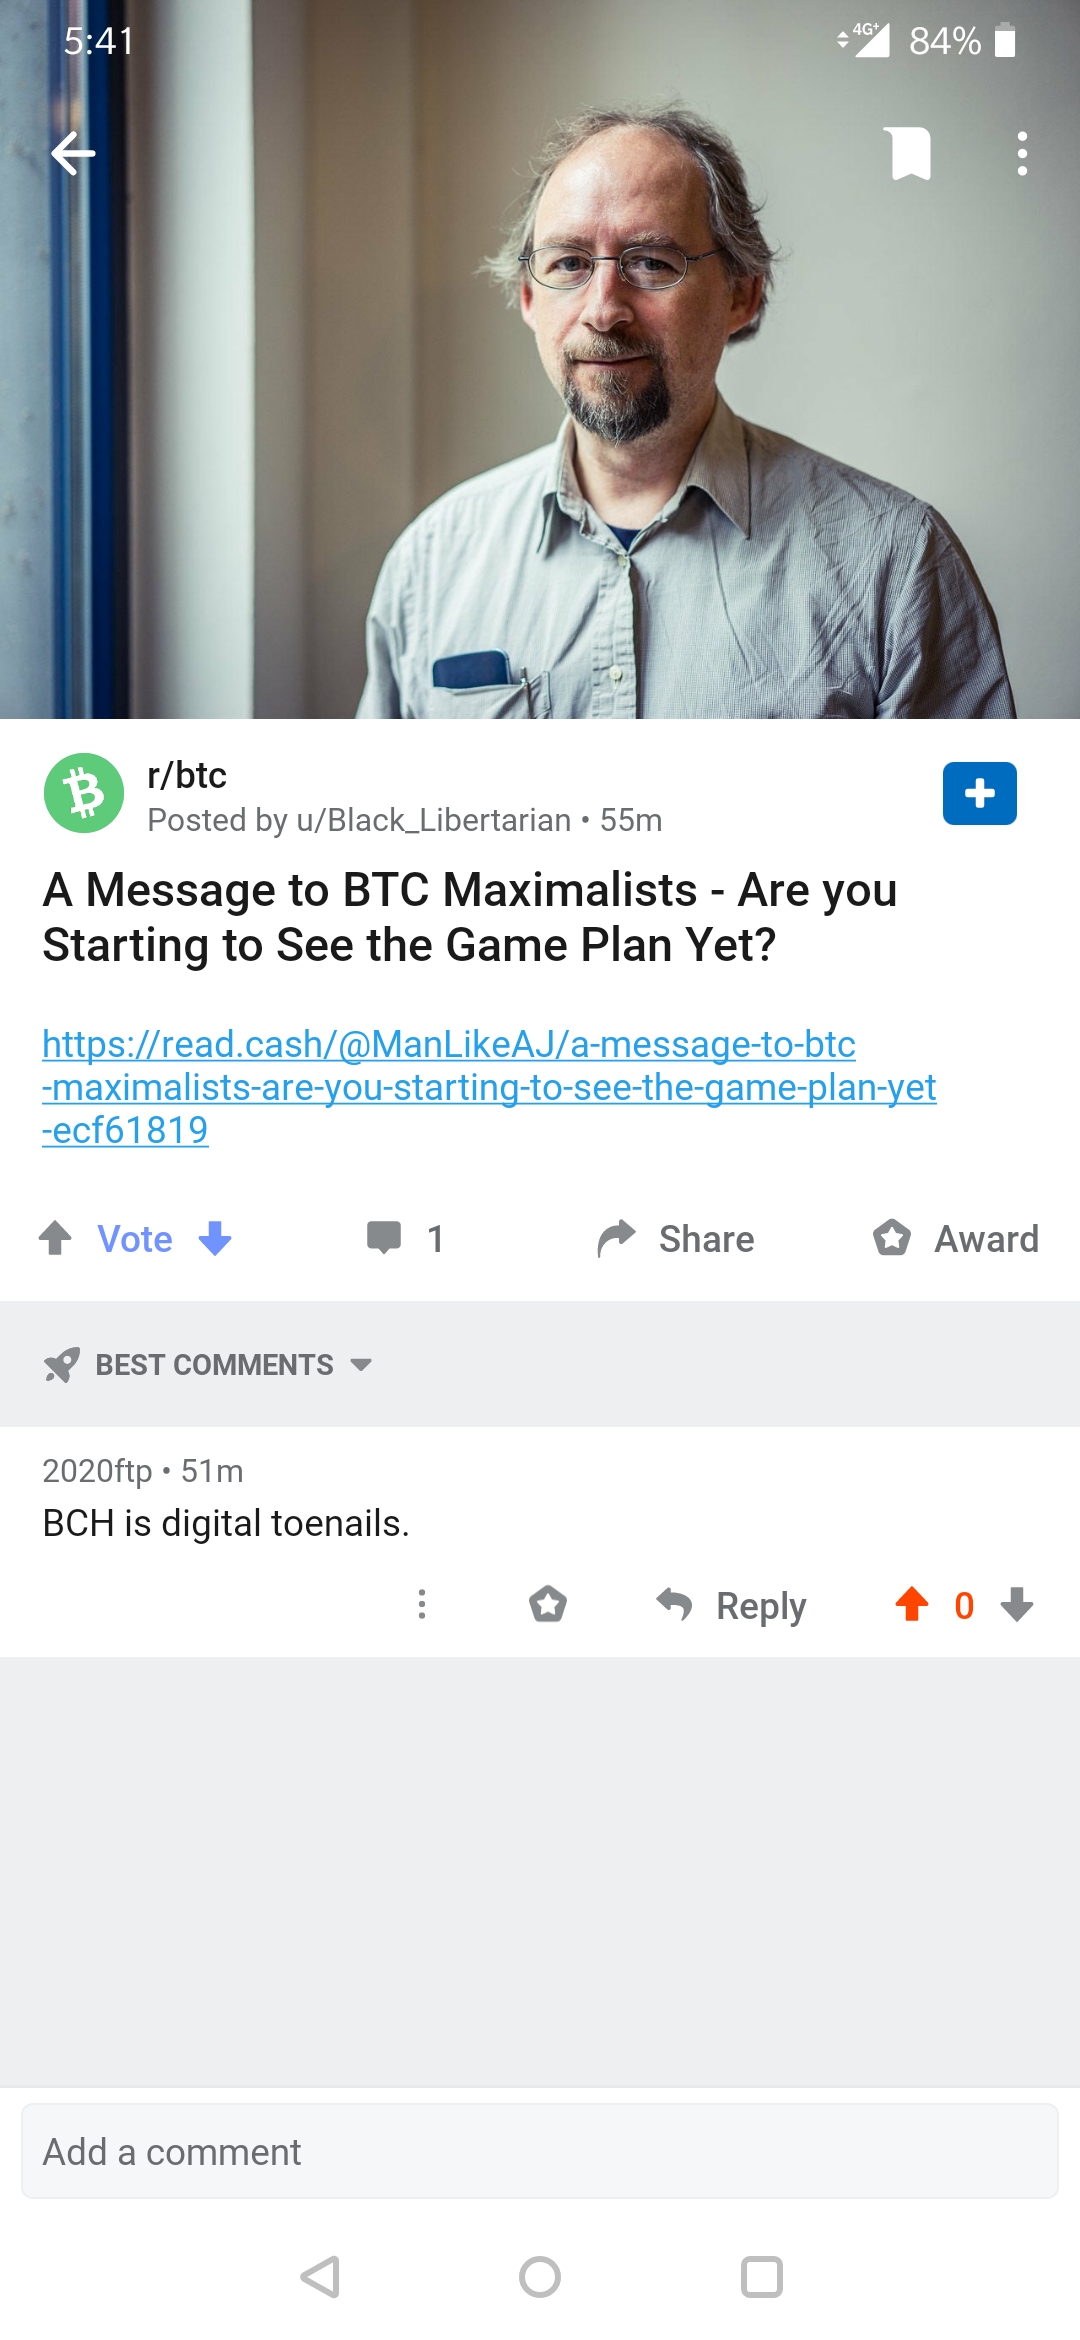 5:41
4G+ 84%
r/btc
Posted by u/Black_Libertarian • 55m
A Message to BTC Maximalists - Are you
Starting to See the Game Plan Yet?
https://read.cash/@ManLikeAJ/a-message-to-btc
-maximalists-are-you-starting-to-see-the-game-plan-yet
-ecf61819
Vote 1 Share Award
BEST COMMENTS
2020ftp • 51m
BCH is digital toenails.
Reply 0
Add a comment